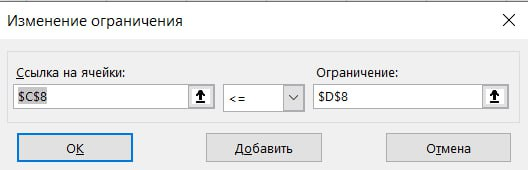 Изменение ограничения
Ссылка на ячейки: Ограничение:
$C$8 <= $D$8
ОК Добавить Отмена